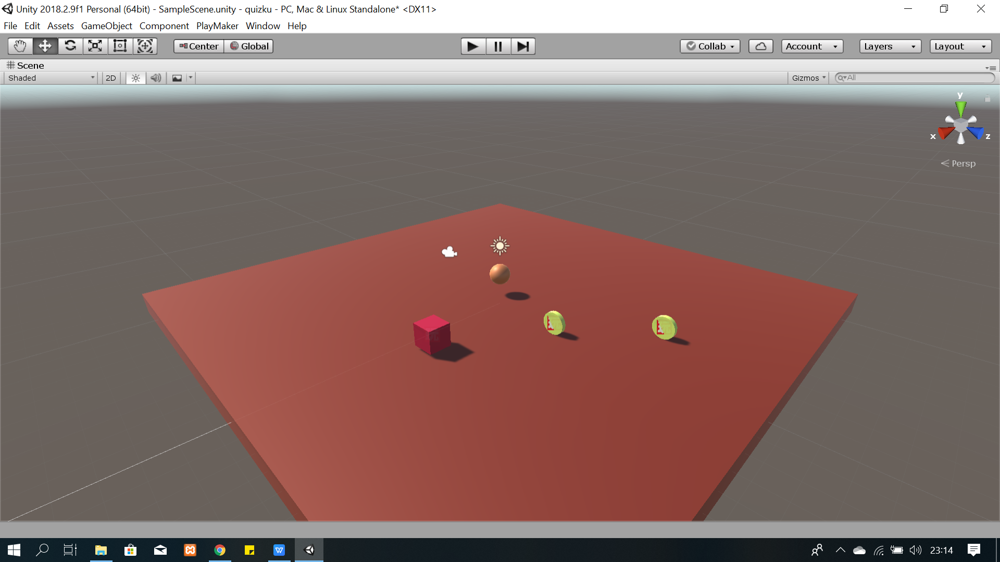 Unity 2018.2.9f1 Personal (64bit) - SampleScene.unity - quizku - PC, Mac & Linux Standalone* <DX11>
File Edit Assets GameObject Component PlayMaker Window Help
Center Global Collab Account Layers Layout
Scene
Shaded 2D Gizmos All
y
x z
Persp
23:14